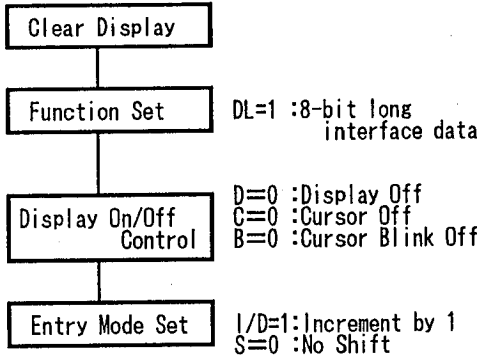 Clear Display
Function Set
DL=1 :8-bit long
interface data
Display On/Off
Control
D=0 :Display Off
C=0 :Cursor Off
B=0 :Cursor Blink Off
Entry Mode Set
I/D=1:Increment by 1
S=0 :No Shift